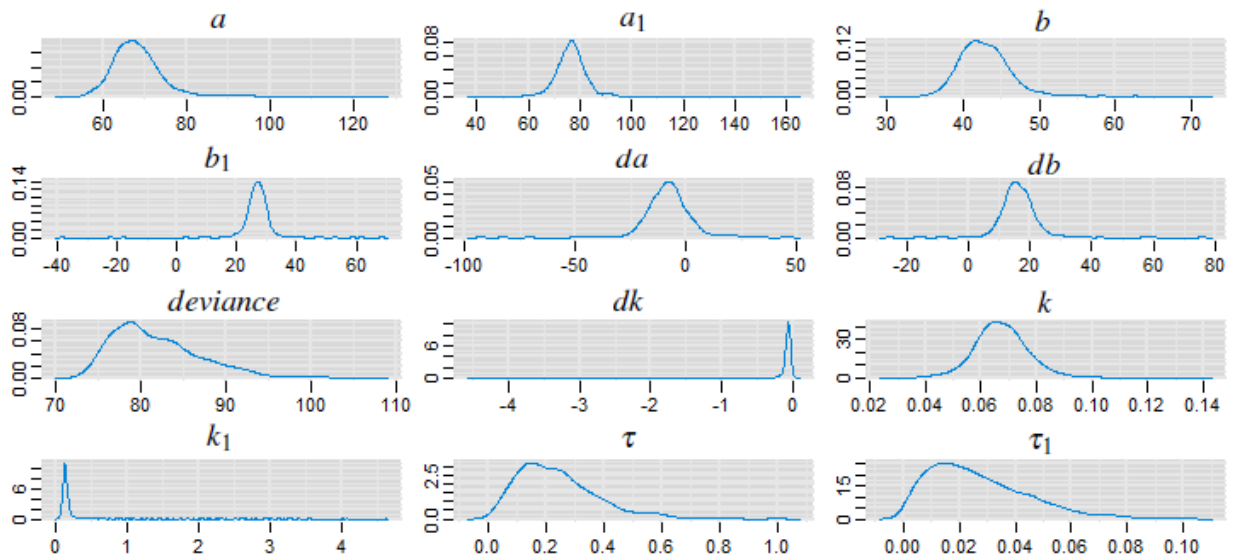 a a₁ b
0.00 0.00 0.08 0.00 0.12
60 80 100 120 40 60 80 100 120 140 160 30 40 50 60 70
b₁ da db
0.00 0.14 0.00 0.05 0.00 0.08
-40 -20 0 20 40 60 -100 -50 0 50 -20 0 20 40 60 80
deviance dk k
0.00 0.08 0 6 0 30
70 80 90 100 110 -4 -3 -2 -1 0 0.02 0.04 0.06 0.08 0.10 0.12 0.14
k₁ τ τ₁
0 6 0.0 2.5 0 15
0 1 2 3 4 0.0 0.2 0.4 0.6 0.8 1.0 0.00 0.02 0.04 0.06 0.08 0.10